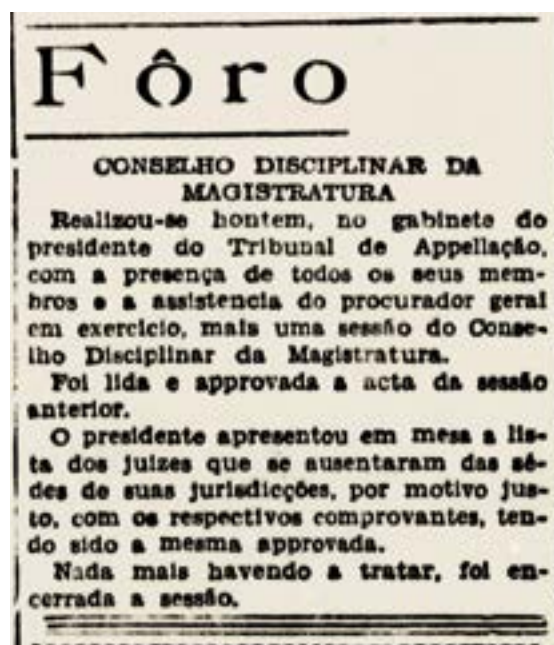 Fôro
CONSELHO DISCIPLINAR DA
MAGISTRATURA
Realizou-se hontem, no gabinete do
presidente do Tribunal de Appellação,
com a presença de todos os seus mem-
bros e a assistencia do procurador geral
em exercicio, mais uma sessão do Conse-
lho Disciplinar da Magistratura.
Foi lida e approvada a acta da sessão
anterior.
O presidente apresentou em mesa a lis-
ta dos juizes que se ausentaram das sé-
des de suas jurisdicções, por motivo jus-
to, com os respectivos comprovantes, ten-
do sido a mesma approvada.
Nada mais havendo a tratar, foi en-
cerrada a sessão.